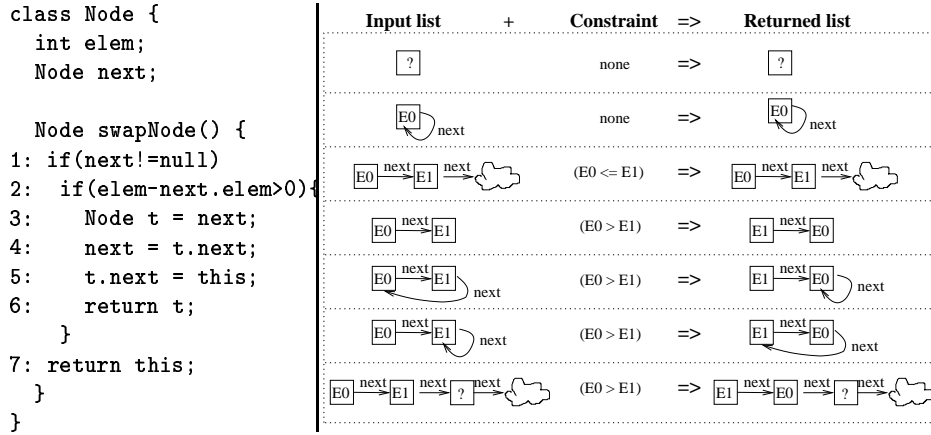 class Node {
int elem;
Node next;
Node swapNode() {
1: if(next!=null)
2: if(elem-next.elem>0){
3: Node t = next;
4: next = t.next;
5: t.next = this;
6: return t;
}
7: return this;
}
}
Input list + Constraint => Returned list
? none => ?
E0 next none => E0 next
E0 next E1 next (E0 <= E1) => E0 next E1 next
E0 next E1 (E0 > E1) => E1 next E0
E0 next E1 next (E0 > E1) => E1 next E0 next
E0 next E1 next (E0 > E1) => E1 next E0 next
E0 next E1 next ? next (E0 > E1) => E1 next E0 next ? next